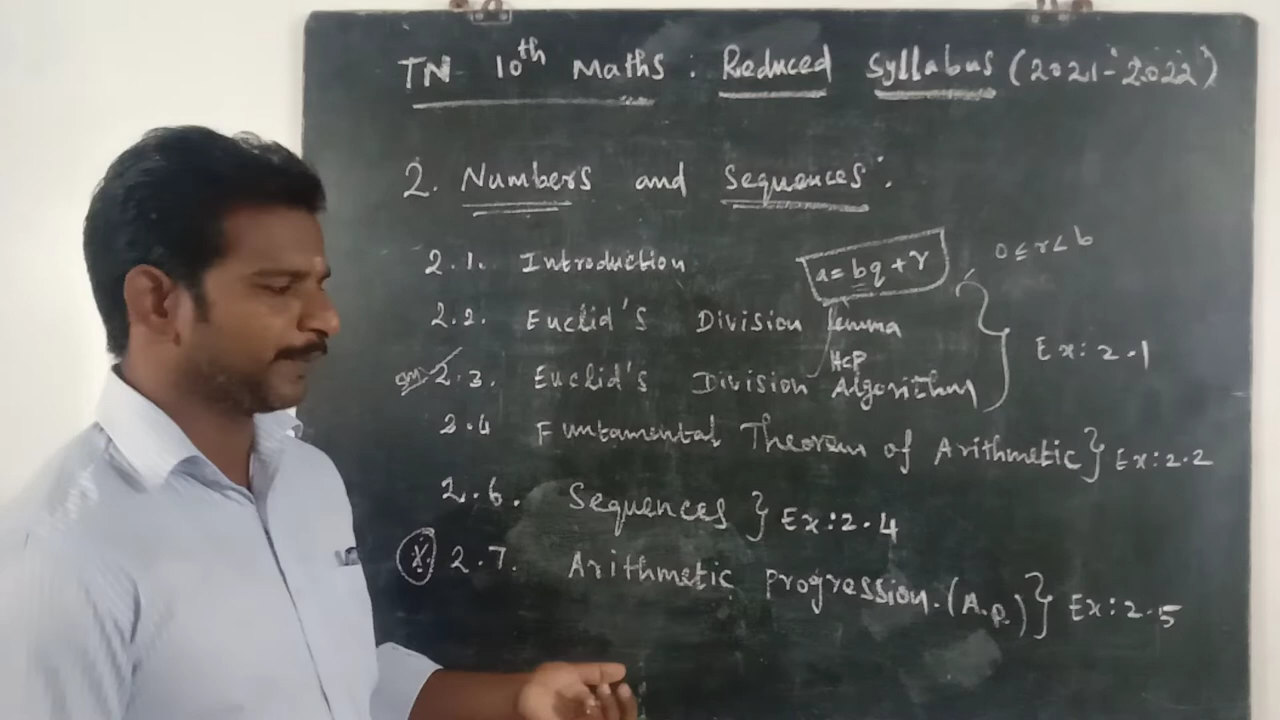 TN 10th Maths : Reduced Syllabus (2021-2022)
2. Numbers and Sequences :
2.1. Introduction
a = bq + r
0 ≤ r < b
2.2. Euclid's Division lemma
HCF
2.3. Euclid's Division Algorithm
} Ex: 2.1
2.4 Funtamental Theorem of Arithmetic } Ex: 2.2
2.6. Sequences } Ex: 2.4
2.7. Arithmetic Progression. (A.P.) } Ex: 2.5